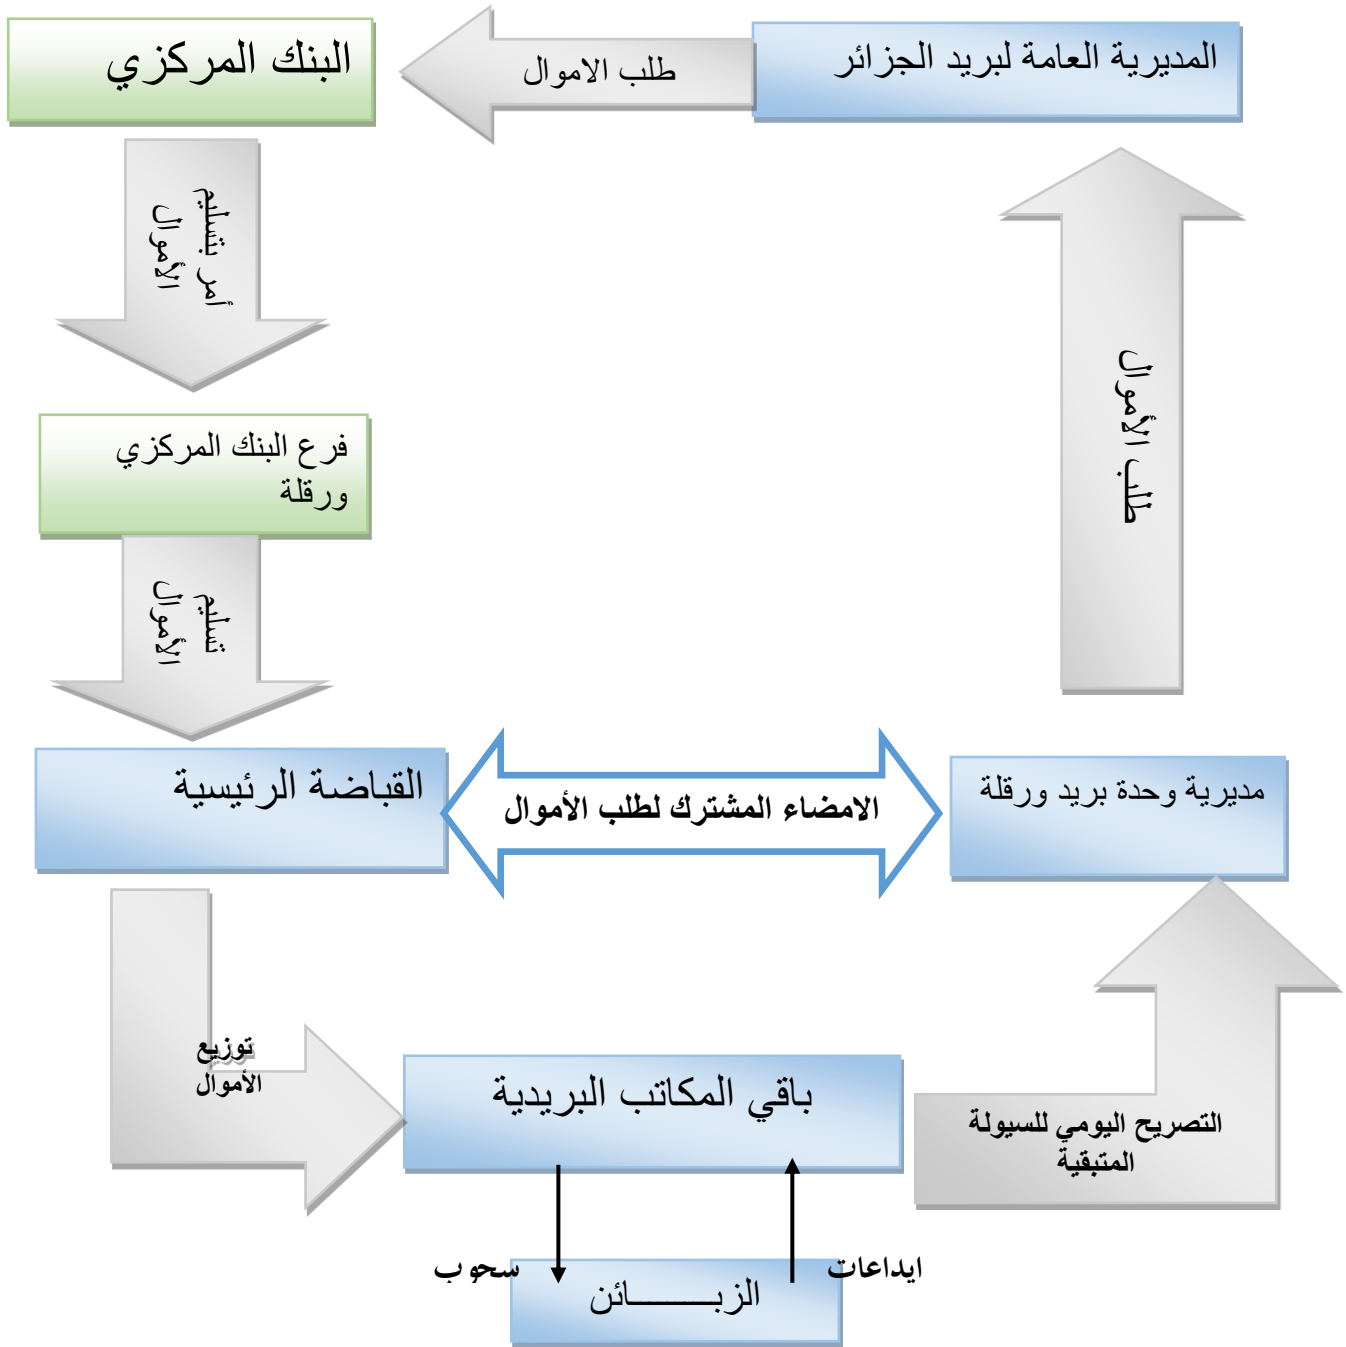 المديرية العامة لبريد الجزائر
طلب الاموال
البنك المركزي
أمر بتسليم
الأموال
طلب الأموال
فرع البنك المركزي
ورقلة
تسليم
الأموال
مديرية وحدة بريد ورقلة
الامضاء المشترك لطلب الأموال
القباضة الرئيسية
توزيع
الأموال
باقي المكاتب البريدية
التصريح اليومي للسيولة
المتبقية
ايداعات
سحوب
الزبـــــــائن